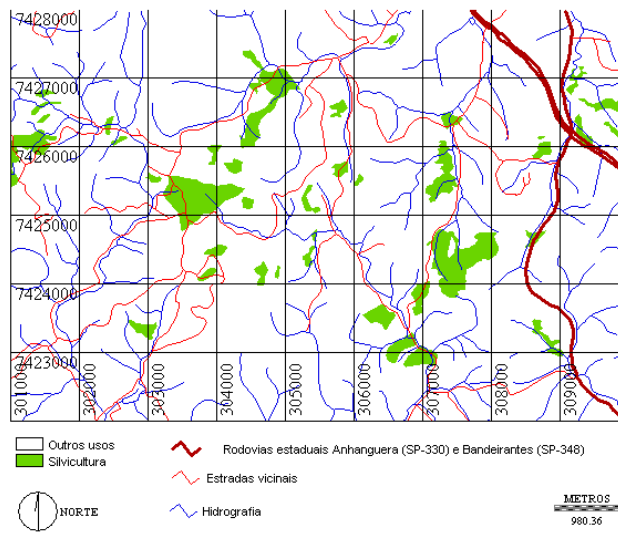 7428000
7427000
7426000
7425000
7424000
7423000
301000
302000
303000
304000
305000
306000
307000
308000
309000
Outros usos
Silvicultura
Rodovias estaduais Anhanguera (SP-330) e Bandeirantes (SP-348)
Estradas vicinais
Hidrografia
NORTE
METROS
980.36